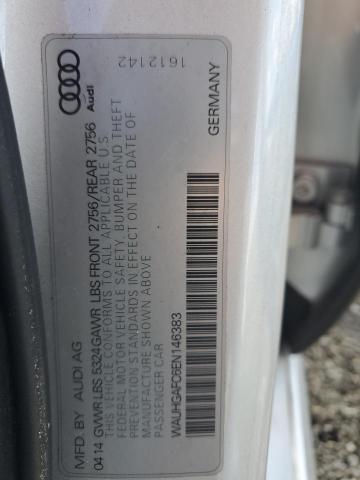 MFD. BY AUDI AG
04 14 GVWR LBS 5324 GAWR LBS FRONT 2756/REAR 2756
THIS VEHICLE CONFORMS TO ALL APPLICABLE U.S
FEDERAL MOTOR VEHICLE SAFETY, BUMPER AND THEFT
PREVENTION STANDARDS IN EFFECT ON THE DATE OF
MANUFACTURE SHOWN ABOVE
PASSENGER CAR
WAUHGAFC6EN146383
GERMANY
Audi
1612142